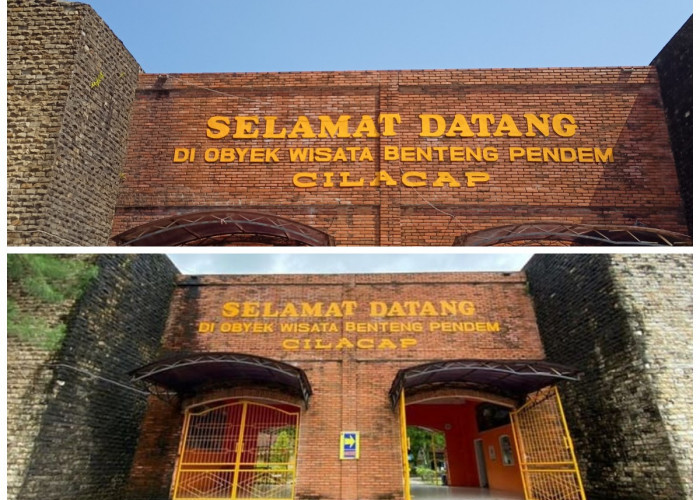 SELAMAT DATANG
DI OBYEK WISATA BENTENG PENDEM
CILACAP
SELAMAT DATANG
DI OBYEK WISATA BENTENG PENDEM
CILACAP